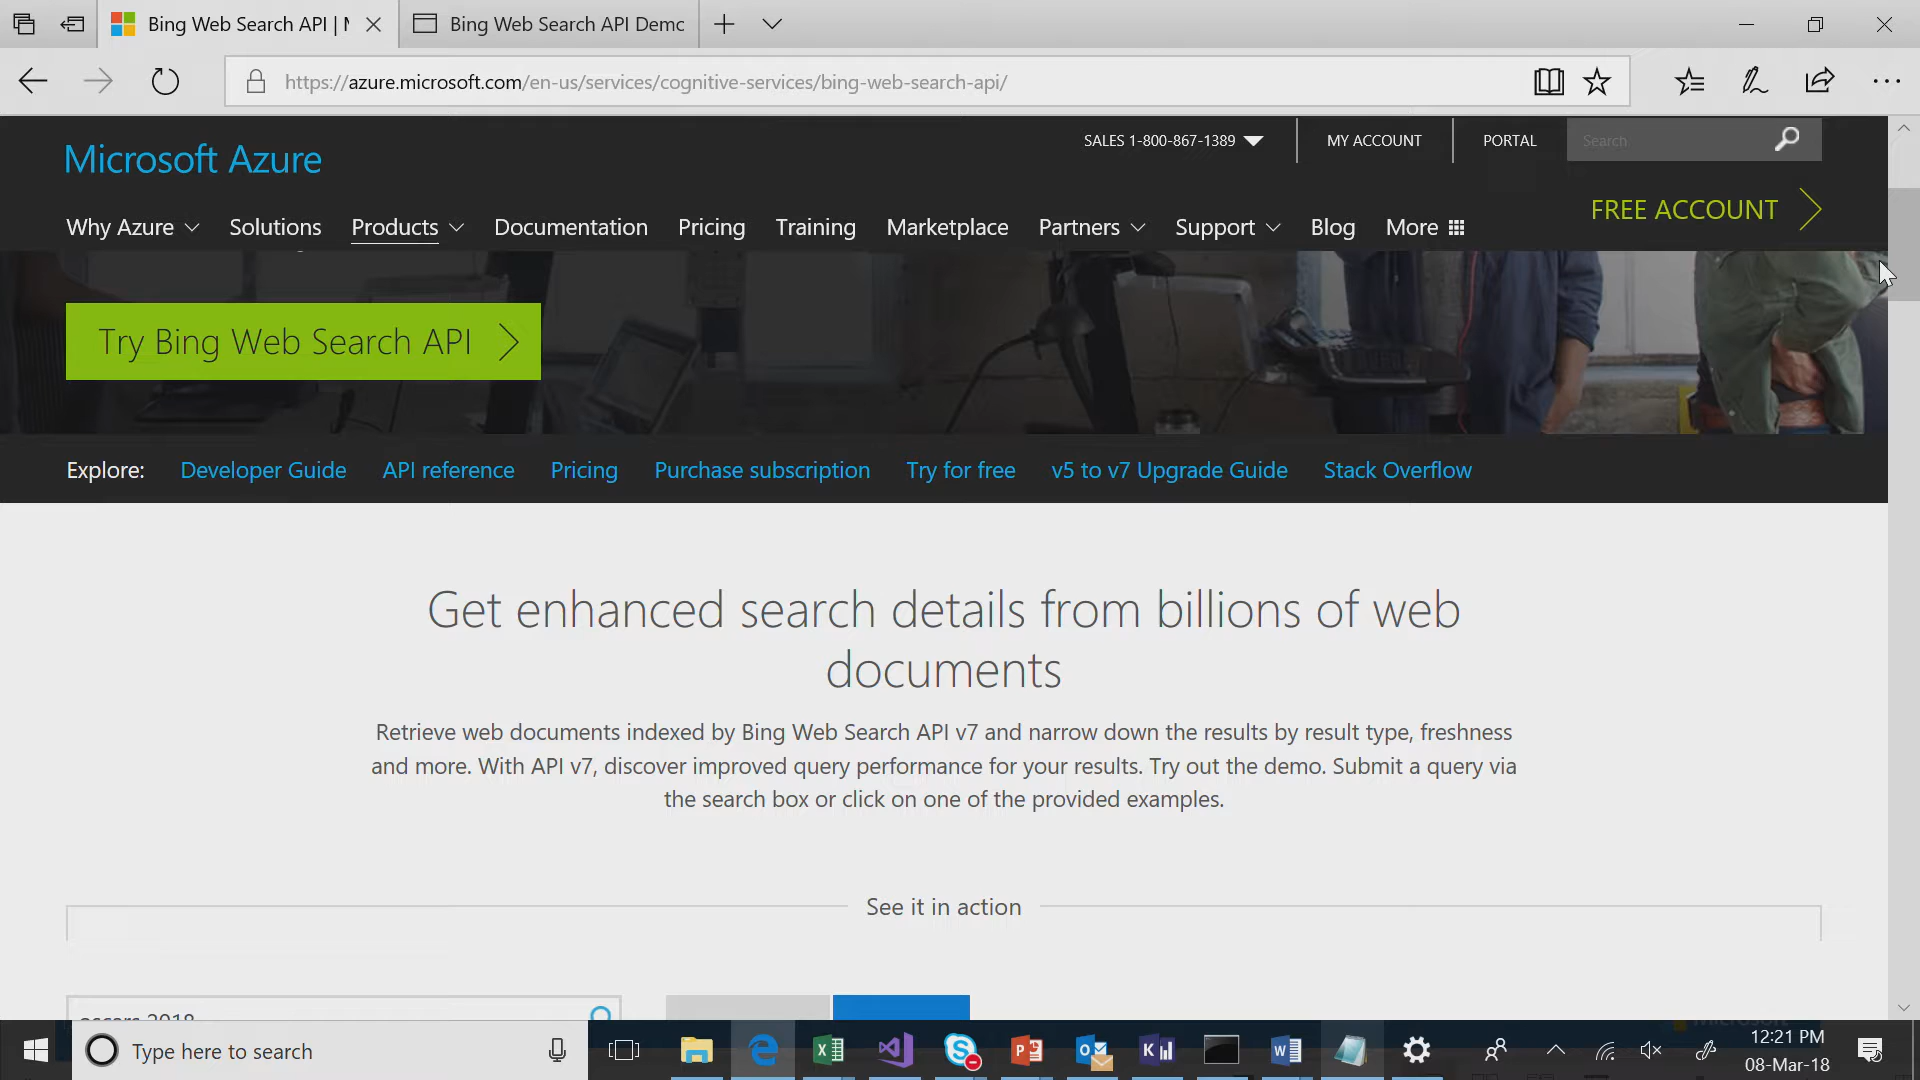 Bing Web Search API | M
Bing Web Search API Demo
https://azure.microsoft.com/en-us/services/cognitive-services/bing-web-search-api/
SALES 1-800-867-1389
MY ACCOUNT
PORTAL
Search
Microsoft Azure
FREE ACCOUNT
Why Azure
Solutions
Products
Documentation
Pricing
Training
Marketplace
Partners
Support
Blog
More
Try Bing Web Search API
Explore: Developer Guide API reference Pricing Purchase subscription Try for free v5 to v7 Upgrade Guide Stack Overflow
Get enhanced search details from billions of web
documents
Retrieve web documents indexed by Bing Web Search API v7 and narrow down the results by result type, freshness
and more. With API v7, discover improved query performance for your results. Try out the demo. Submit a query via
the search box or click on one of the provided examples.
See it in action
oscars 2018
Microsoft
Type here to search
12:21 PM
08-Mar-18